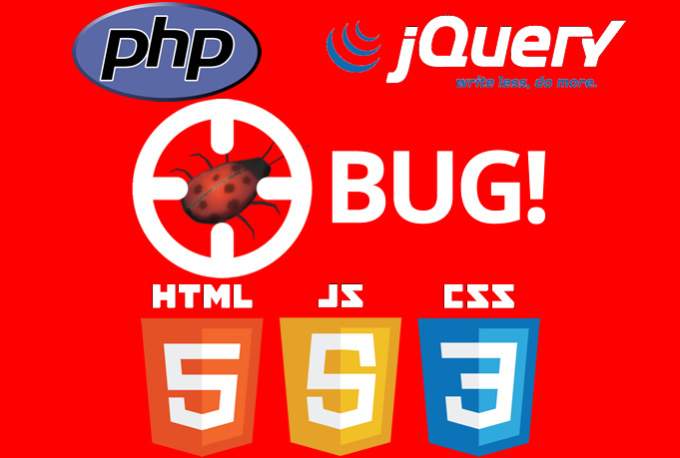 php jQuery
write less, do more.
BUG!
HTML JS CSS
5 5 3